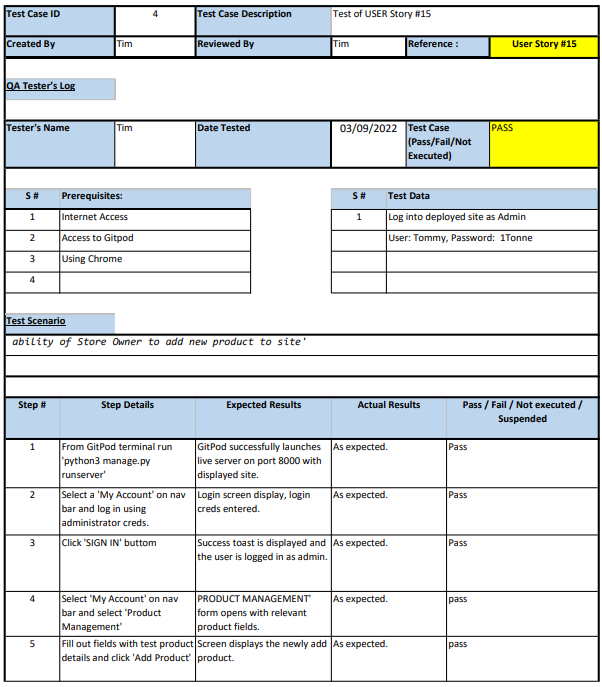 Test Case ID 4 Test Case Description Test of USER Story #15
Created By Tim Reviewed By Tim Reference : User Story #15
QA Tester's Log
Tester's Name Tim Date Tested 03/09/2022 Test Case PASS
(Pass/Fail/Not
Executed)
S # Prerequisites: S # Test Data
1 Internet Access 1 Log into deployed site as Admin
2 Access to Gitpod User: Tommy, Password: 1Tonne
3 Using Chrome
4
Test Scenario
ability of Store Owner to add new product to site'
Step # Step Details Expected Results Actual Results Pass / Fail / Not executed /
Suspended
1 From GitPod terminal run GitPod successfully launches As expected. Pass
'python3 manage.py live server on port 8000 with
runserver' displayed site.
2 Select a 'My Account' on nav Login screen display, login As expected. Pass
bar and log in using creds entered.
administrator creds.
3 Click 'SIGN IN' buttom Success toast is displayed and As expected. Pass
the user is logged in as admin.
4 Select 'My Account' on nav PRODUCT MANAGEMENT' As expected. pass
bar and select 'Product form opens with relevant
Management' product fields.
5 Fill out fields with test product Screen displays the newly add As expected. pass
details and click 'Add Product' product.